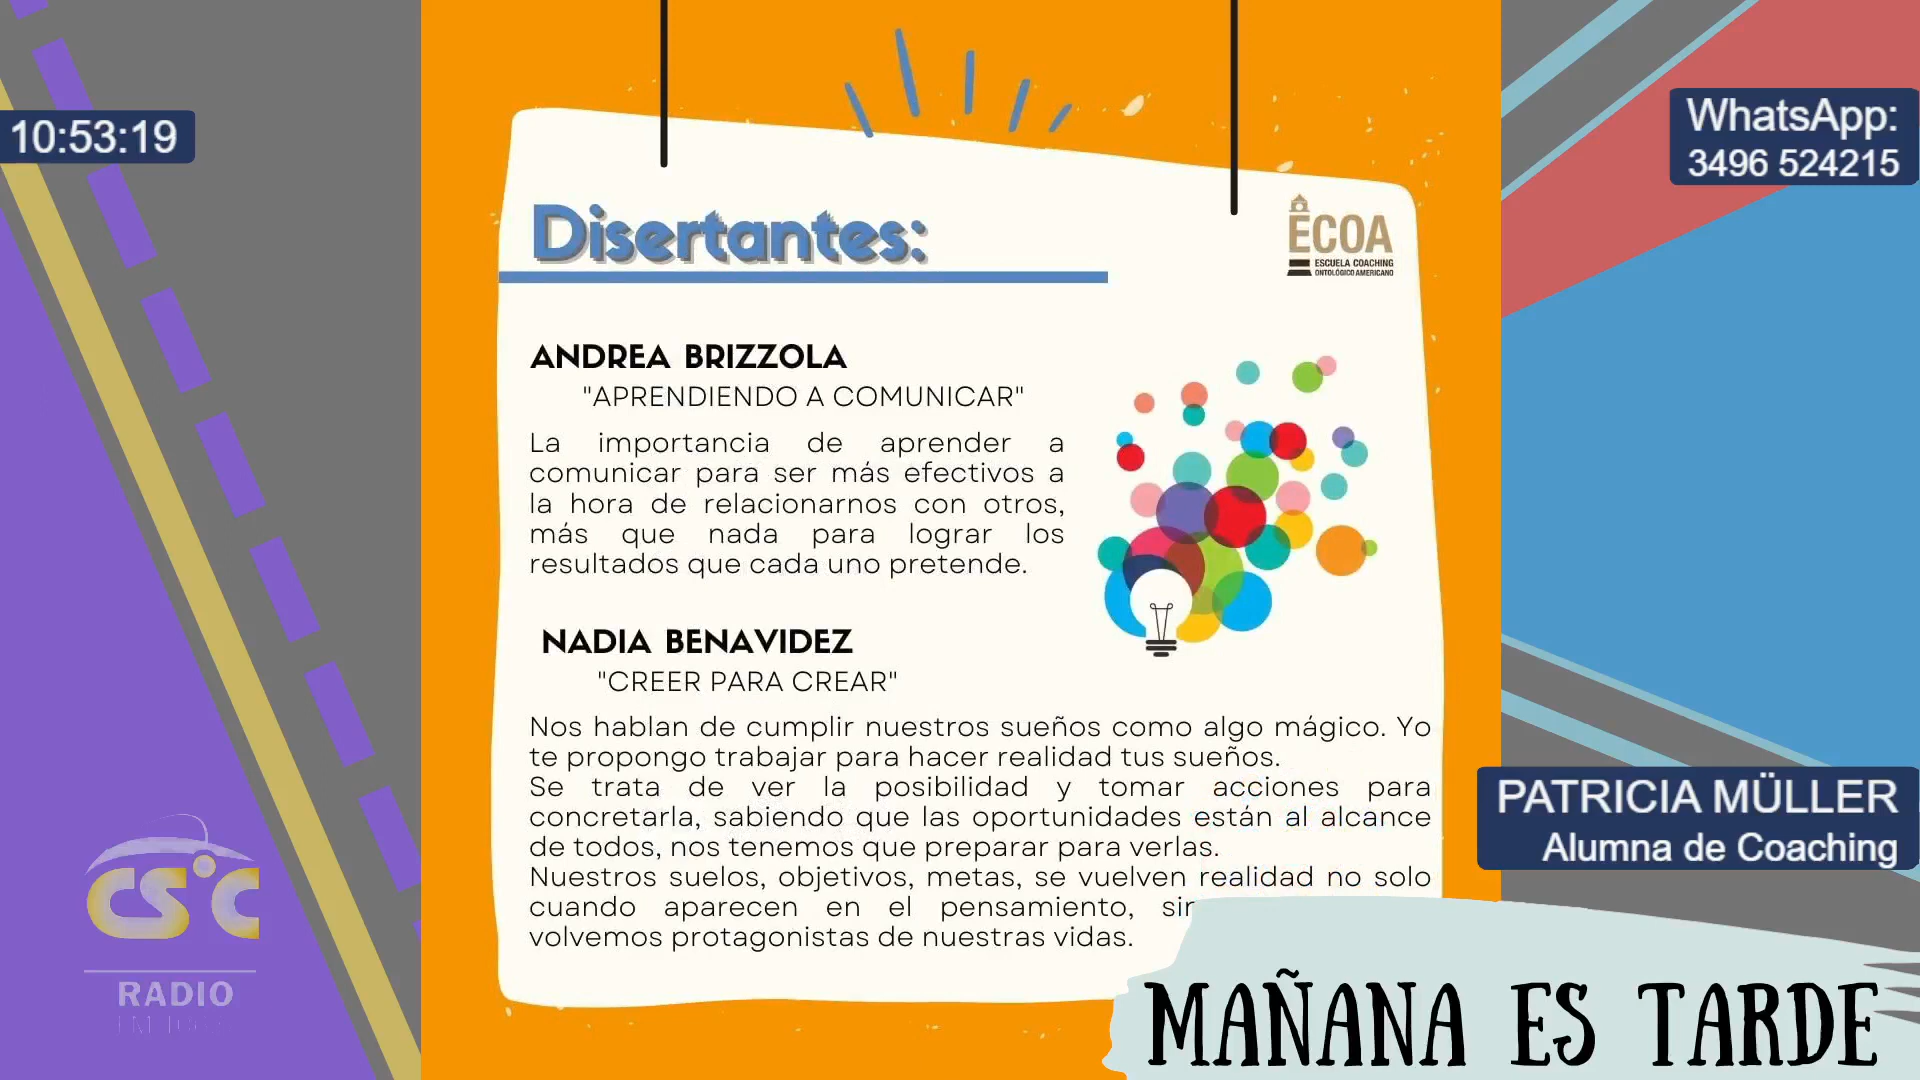 10:53:19
WhatsApp:
3496 524215
Disertantes:
ECOA
ESCUELA COACHING
ONTOLÓGICO AMERICANO
ANDREA BRIZZOLA
"APRENDIENDO A COMUNICAR"
La importancia de aprender a
comunicar para ser más efectivos a
la hora de relacionarnos con otros,
más que nada para lograr los
resultados que cada uno pretende.
NADIA BENAVIDEZ
"CREER PARA CREAR"
Nos hablan de cumplir nuestros sueños como algo mágico. Yo
te propongo trabajar para hacer realidad tus sueños.
Se trata de ver la posibilidad y tomar acciones para
concretarla, sabiendo que las oportunidades están al alcance
de todos, nos tenemos que preparar para verlas.
Nuestros suelos, objetivos, metas, se vuelven realidad no solo
cuando aparecen en el pensamiento,
volvemos protagonistas de nuestras vidas.
PATRICIA MÜLLER
Alumna de Coaching
CSC
RADIO
MAÑANA ES TARDE